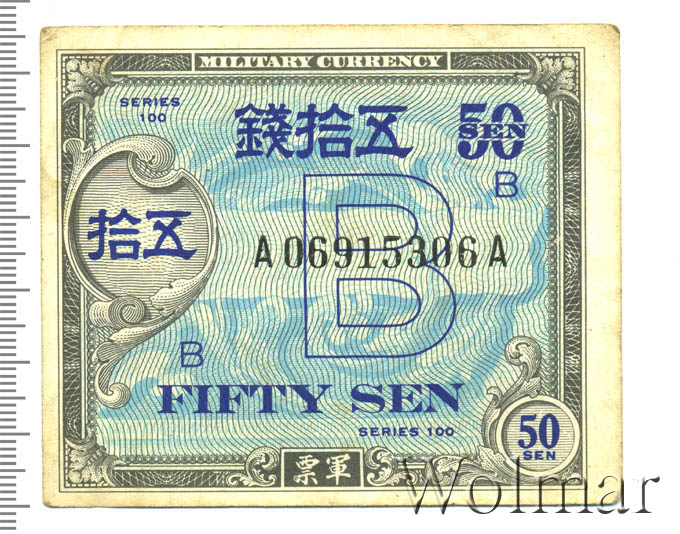 MILITARY CURRENCY
SERIES
100
錢拾五
50
SEN
B
拾五
A06915306A
B
B
FIFTY SEN
SERIES 100
50
SEN
票軍
Wolmar